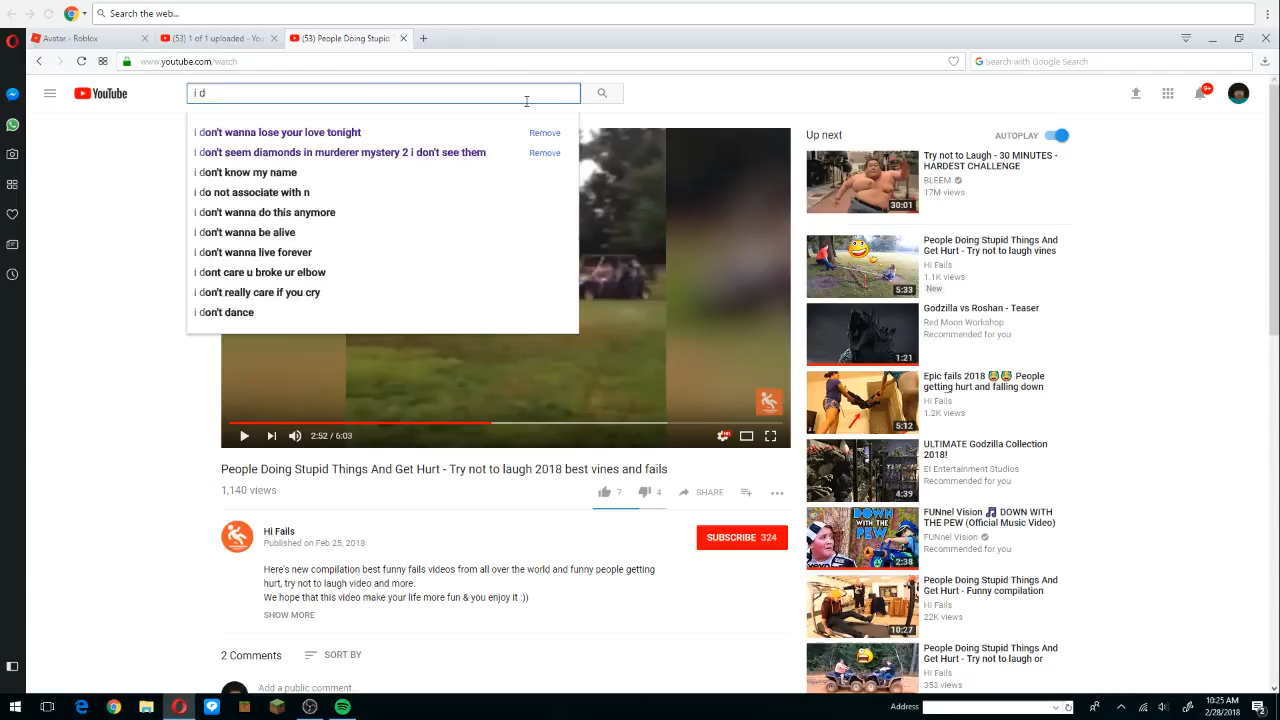 Search the web...
Avatar - Roblox
(53) 1 of 1 uploaded - You
(53) People Doing Stupid
www.youtube.com/watch
Search with Google Search
YouTube
i d
9+
i don't wanna lose your love tonight
Remove
i don't seem diamonds in murderer mystery 2 i don't see them
Remove
i don't know my name
i do not associate with n
i don't wanna do this anymore
i don't wanna be alive
i don't wanna live forever
i dont care u broke ur elbow
i don't really care if you cry
i don't dance
2:52 / 6:03
HD
People Doing Stupid Things And Get Hurt - Try not to laugh 2018 best vines and fails
1,140 views
7
4
SHARE
Hi Fails
Published on Feb 25, 2018
SUBSCRIBE 324
Here's new compilation best funny fails videos from all over the world and funny people getting
hurt, try not to laugh video and more.
We hope that this video make your life more fun & you enjoy it :))
SHOW MORE
2 Comments
SORT BY
Add a public comment...
Up next
AUTOPLAY
Try not to Laugh - 30 MINUTES -
HARDEST CHALLENGE
BLEEM
17M views
30:01
People Doing Stupid Things And
Get Hurt - Try not to laugh vines
Hi Fails
1.1K views
New
5:33
Godzilla vs Roshan - Teaser
Red Moon Workshop
Recommended for you
1:21
Epic fails 2018 😨😨 People
getting hurt and falling down
Hi Fails
1.2K views
5:12
ULTIMATE Godzilla Collection
2018!
EI Entertainment Studios
Recommended for you
4:39
FUNnel Vision 🎵 DOWN WITH
THE PEW (Official Music Video)
FUNnel Vision
Recommended for you
DOWN
WITH THE
PEW
2:38
People Doing Stupid Things And
Get Hurt - Funny compilation
Hi Fails
22K views
10:27
People Doing Stupid Things And
Get Hurt - Try not to laugh or
Hi Fails
353 views
Address
10:25 AM
2/28/2018
2